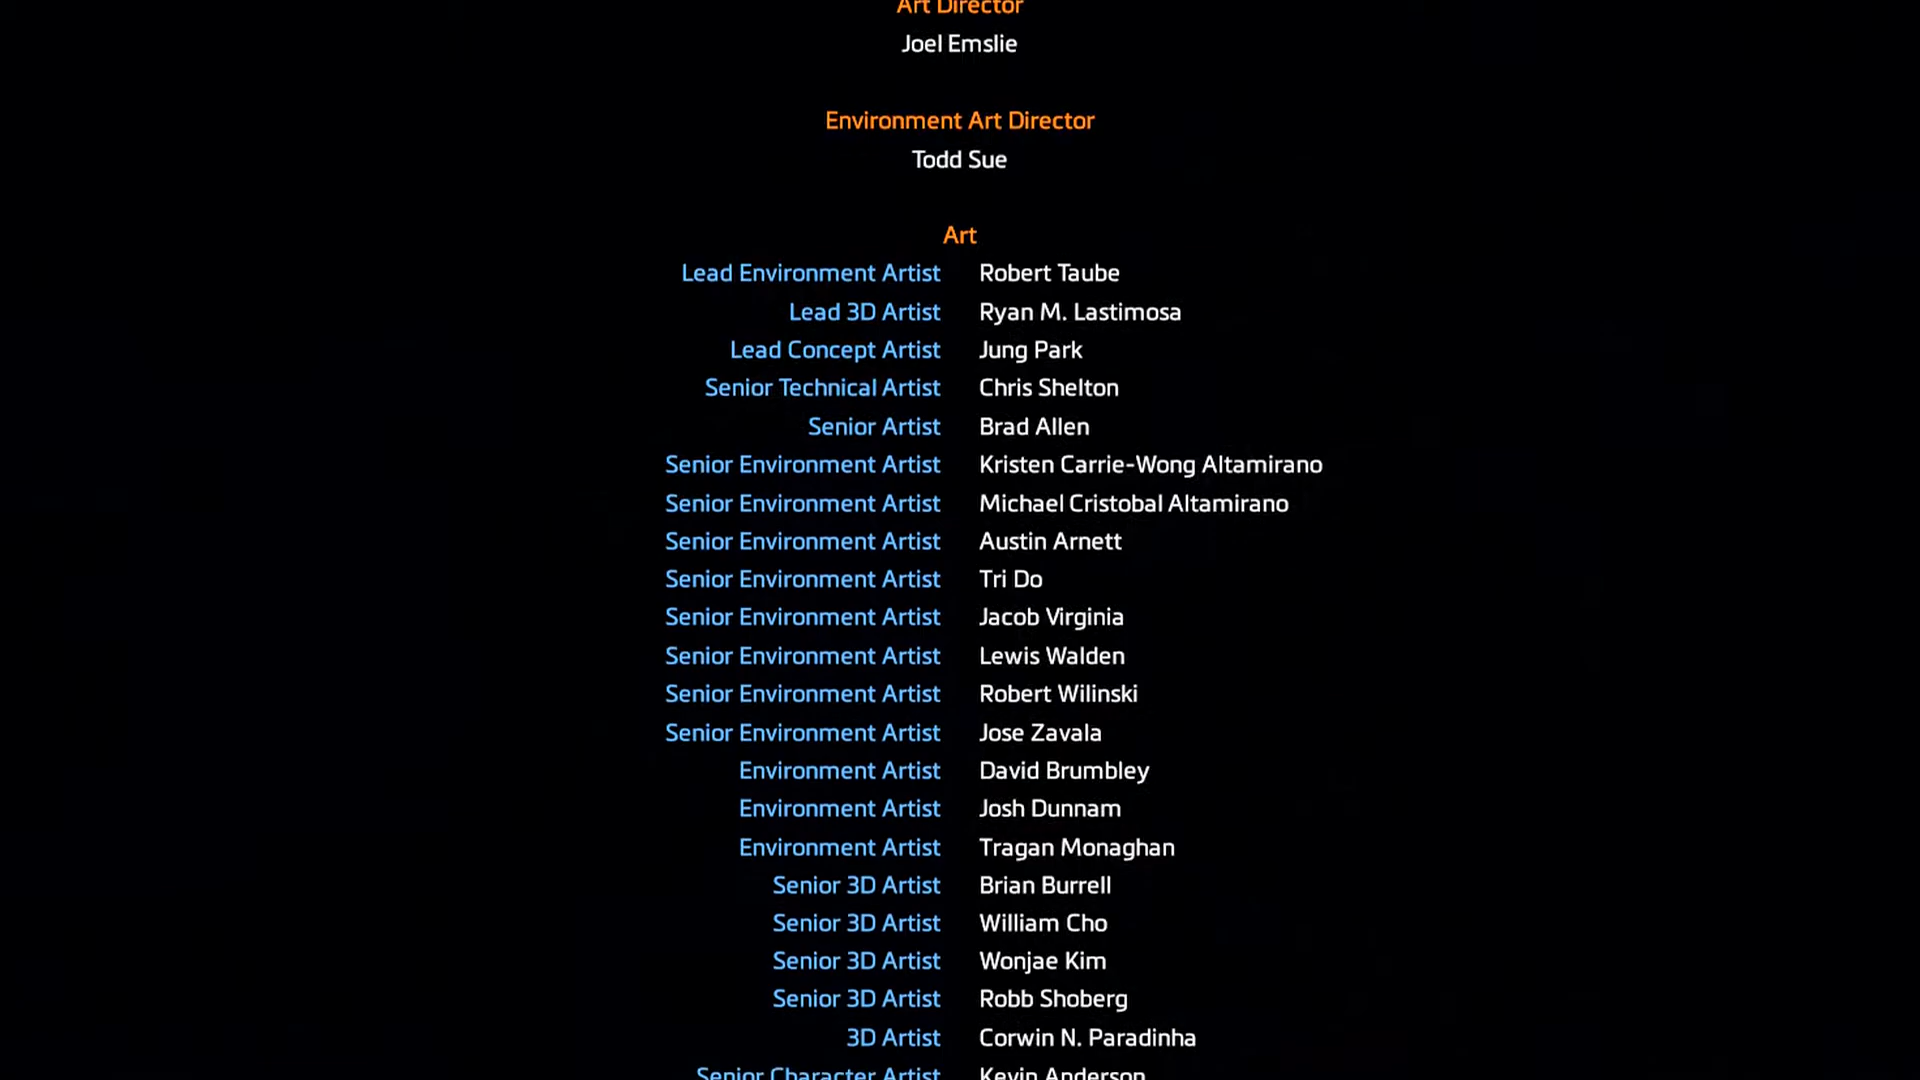 Art Director
Joel Emslie
Environment Art Director
Todd Sue
Art
Lead Environment Artist Robert Taube
Lead 3D Artist Ryan M. Lastimosa
Lead Concept Artist Jung Park
Senior Technical Artist Chris Shelton
Senior Artist Brad Allen
Senior Environment Artist Kristen Carrie-Wong Altamirano
Senior Environment Artist Michael Cristobal Altamirano
Senior Environment Artist Austin Arnett
Senior Environment Artist Tri Do
Senior Environment Artist Jacob Virginia
Senior Environment Artist Lewis Walden
Senior Environment Artist Robert Wilinski
Senior Environment Artist Jose Zavala
Environment Artist David Brumbley
Environment Artist Josh Dunnam
Environment Artist Tragan Monaghan
Senior 3D Artist Brian Burrell
Senior 3D Artist William Cho
Senior 3D Artist Wonjae Kim
Senior 3D Artist Robb Shoberg
3D Artist Corwin N. Paradinha
Senior Character Artist Kevin Anderson